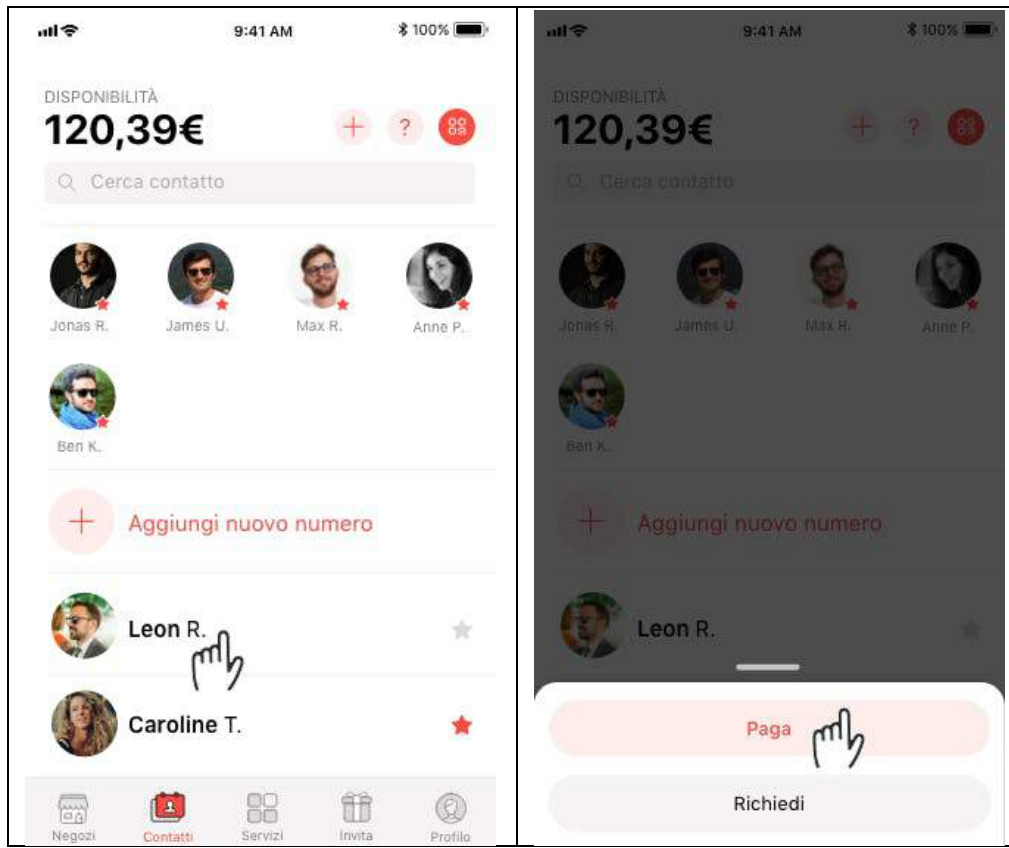 9:41 AM
100%
DISPONIBILITÀ
120,39€
+ ?
Cerca contatto
Jonas R. James U. Max R. Anne P.
Ben K.
+ Aggiungi nuovo numero
Leon R.
Caroline T.
Negozi Contatti Servizi Invita Profilo
9:41 AM
100%
DISPONIBILITÀ
120,39€
+ ?
Cerca contatto
Jonas R. James U. Max R. Anne P.
Ben K.
+ Aggiungi nuovo numero
Leon R.
Paga
Richiedi